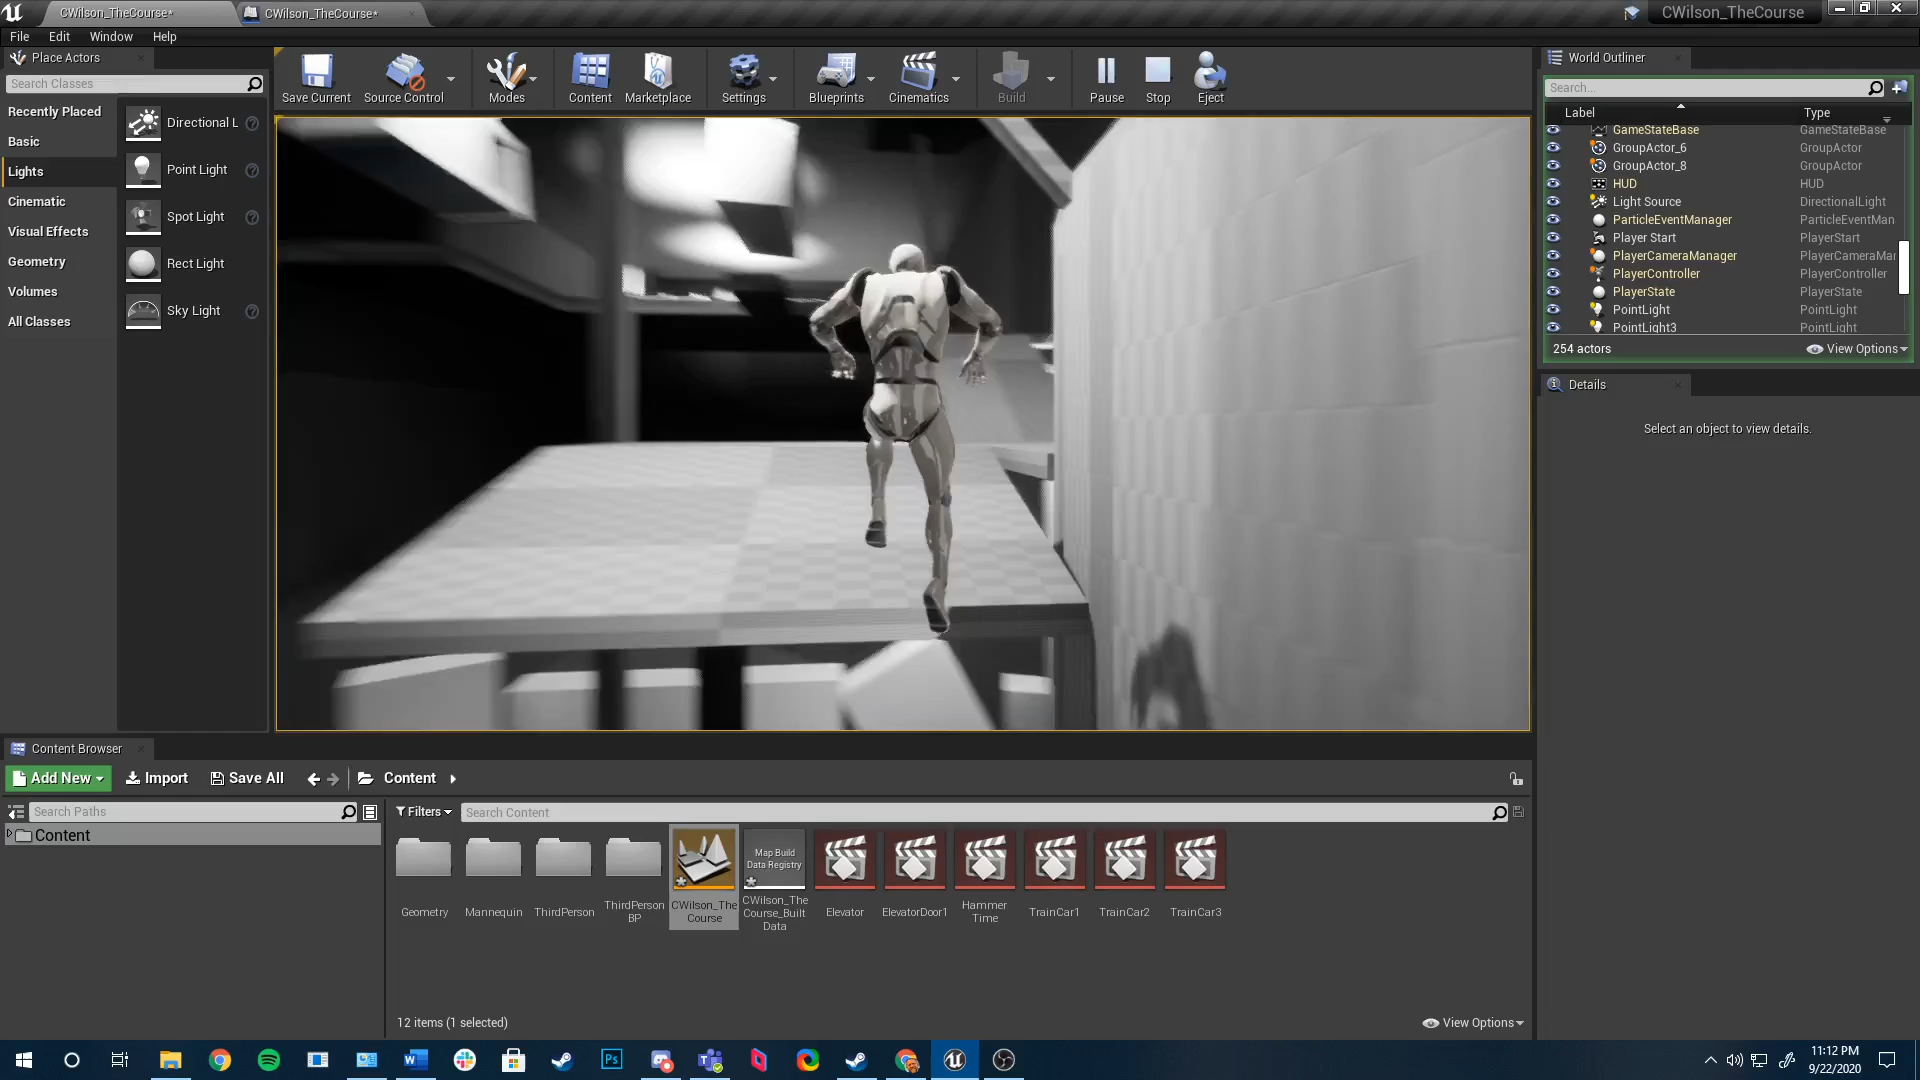 CWilson_TheCourse*
CWilson_TheCourse*
CWilson_TheCourse
File Edit Window Help
Place Actors
Search Classes
Recently Placed
Basic
Lights
Cinematic
Visual Effects
Geometry
Volumes
All Classes
Directional L
Point Light
Spot Light
Rect Light
Sky Light
Save Current
Source Control
Modes
Content
Marketplace
Settings
Blueprints
Cinematics
Build
Pause
Stop
Eject
World Outliner
Search...
Label Type
GameStateBase GameStateBase
GroupActor_6 GroupActor
GroupActor_8 GroupActor
HUD HUD
Light Source DirectionalLight
ParticleEventManager ParticleEventMan
Player Start PlayerStart
PlayerCameraManager PlayerCameraMa
PlayerController PlayerController
PlayerState PlayerState
PointLight PointLight
PointLight3 PointLight
254 actors
View Options
Details
Select an object to view details.
Content Browser
Add New
Import
Save All
Content
Search Paths
Content
Filters
Search Content
Geometry
Mannequin
ThirdPerson
ThirdPerson
BP
CWilson_The
Course
Map Build
Data Registry
CWilson_The
Course_Built
Data
Elevator
ElevatorDoor1
Hammer
Time
TrainCar1
TrainCar2
TrainCar3
12 items (1 selected)
View Options
Ps
11:12 PM
9/22/2020